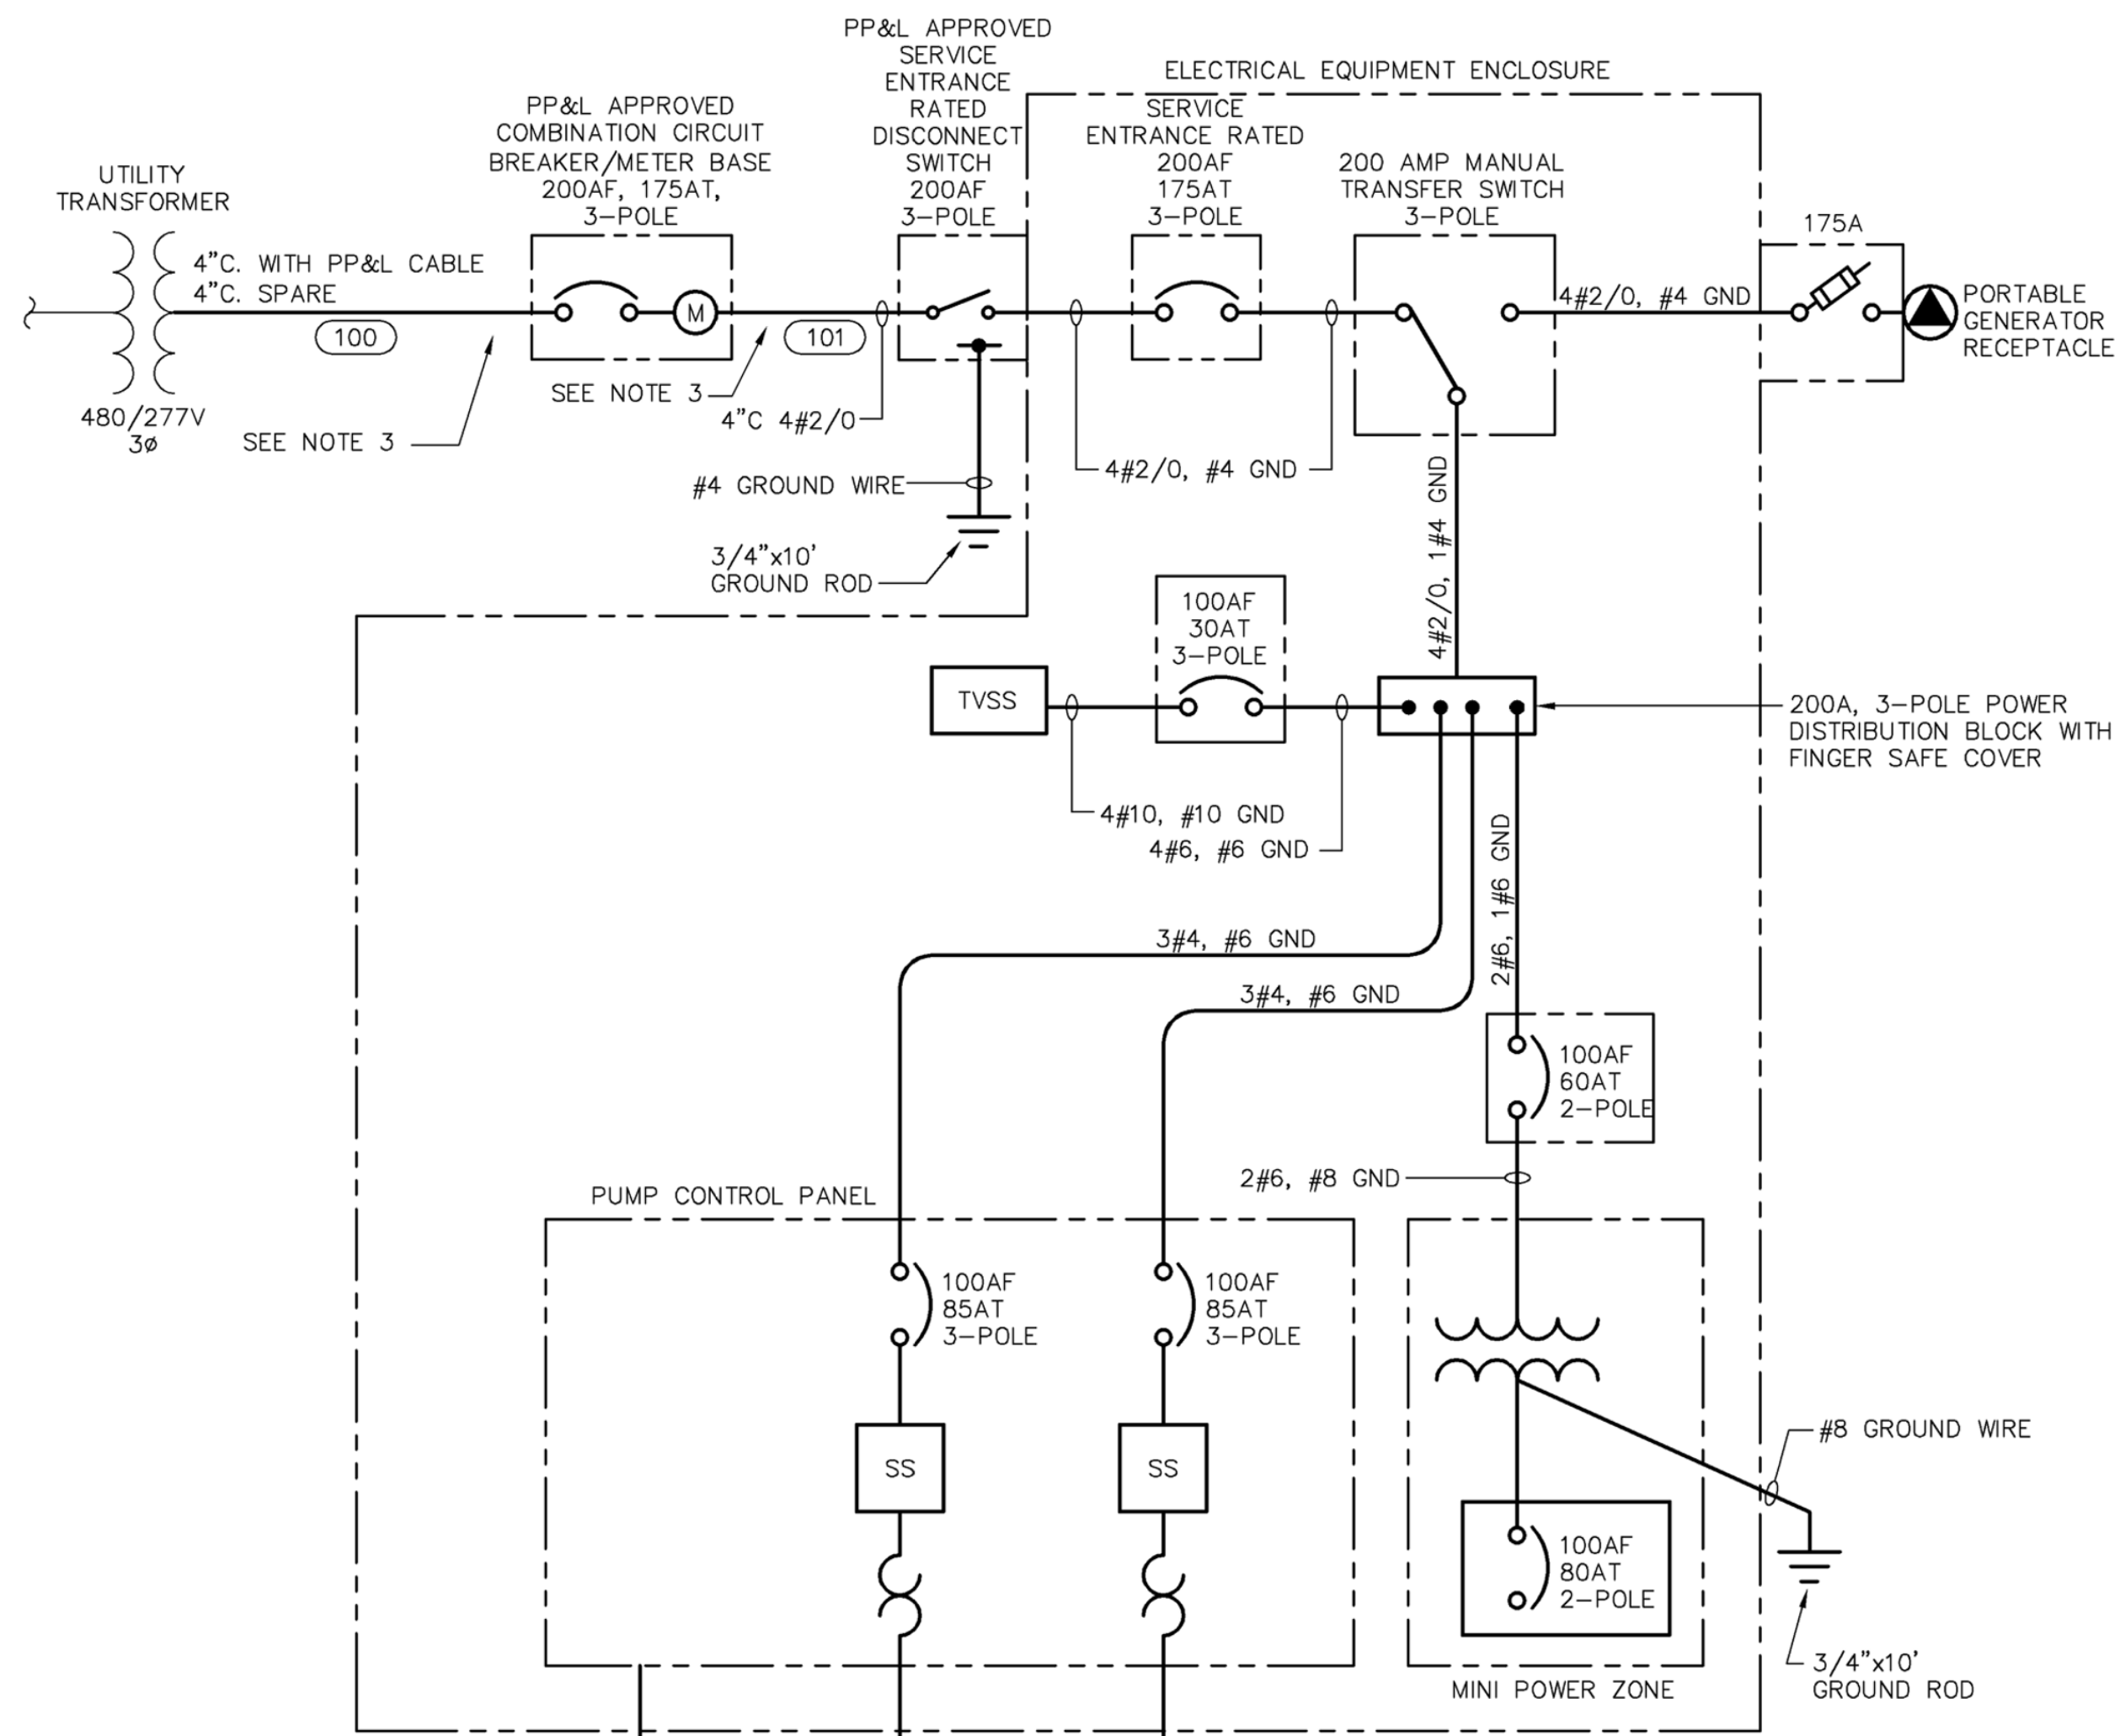 PP&L APPROVED
SERVICE
ENTRANCE
RATED
DISCONNECT
SWITCH
200AF
3-POLE
ELECTRICAL EQUIPMENT ENCLOSURE
PP&L APPROVED
COMBINATION CIRCUIT
BREAKER/METER BASE
200AF, 175AT,
3-POLE
SERVICE
ENTRANCE RATED
200AF
175AT
3-POLE
200 AMP MANUAL
TRANSFER SWITCH
3-POLE
UTILITY
TRANSFORMER
175A
4"C. WITH PP&L CABLE
4"C. SPARE
100
M
101
4#2/0, #4 GND
PORTABLE
GENERATOR
RECEPTACLE
480/277V
3ø
SEE NOTE 3
SEE NOTE 3
4"C 4#2/0
4#2/0, #4 GND
#4 GROUND WIRE
3/4"x10'
GROUND ROD
4#2/0, 1#4 GND
100AF
30AT
3-POLE
TVSS
200A, 3-POLE POWER
DISTRIBUTION BLOCK WITH
FINGER SAFE COVER
4#10, #10 GND
4#6, #6 GND
2#6, 1#6 GND
3#4, #6 GND
3#4, #6 GND
100AF
60AT
2-POLE
2#6, #8 GND
PUMP CONTROL PANEL
100AF
85AT
3-POLE
100AF
85AT
3-POLE
SS
SS
#8 GROUND WIRE
100AF
80AT
2-POLE
MINI POWER ZONE
3/4"x10'
GROUND ROD